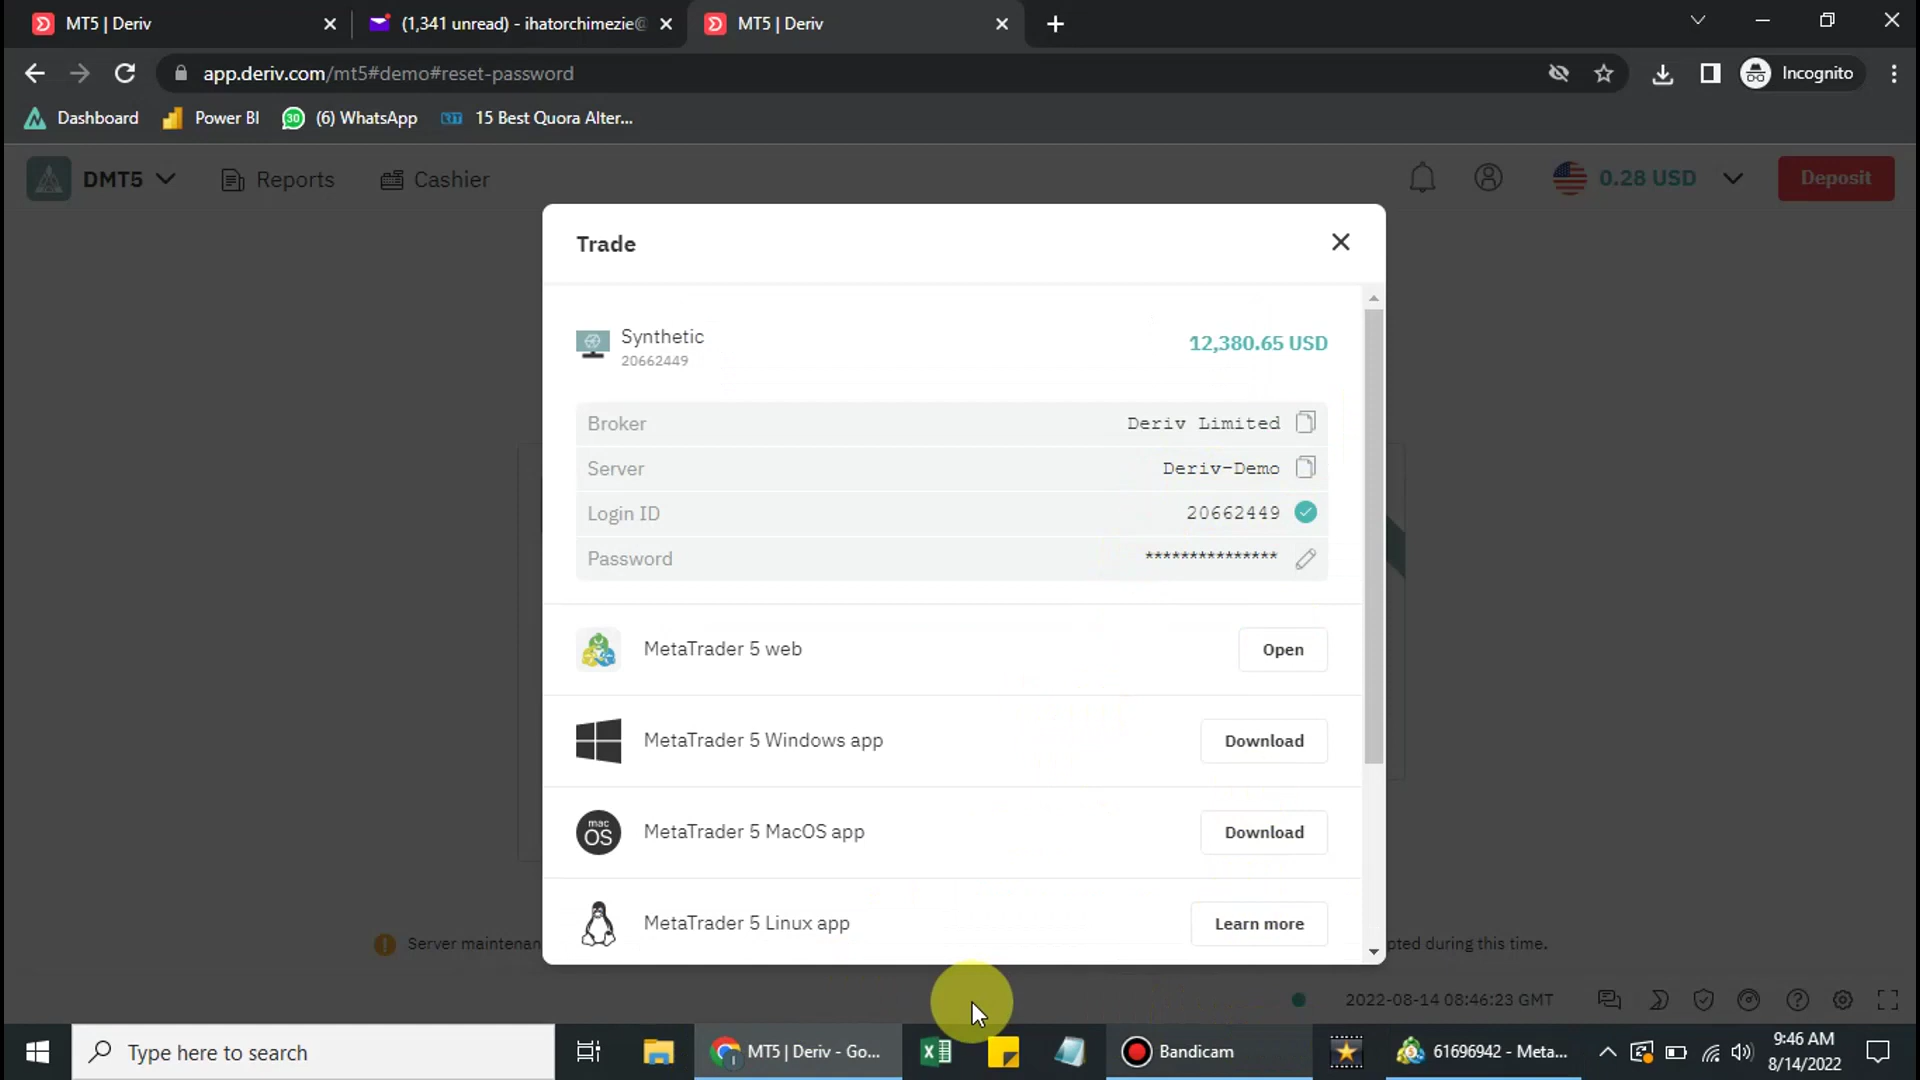 MT5 | Deriv
(1,341 unread) - ihatorchimezie@
MT5 | Deriv
app.deriv.com/mt5#demo#reset-password
Incognito
Dashboard
Power BI
30 (6) WhatsApp
15 Best Quora Alter...
DMT5
Reports
Cashier
0.28 USD
Deposit
Trade
Synthetic
20662449
12,380.65 USD
Broker
Deriv Limited
Server
Deriv-Demo
Login ID
20662449
Password
***************
MetaTrader 5 web
Open
MetaTrader 5 Windows app
Download
mac OS
MetaTrader 5 MacOS app
Download
MetaTrader 5 Linux app
Learn more
Server
pted during this time.
2022-08-14 08:46:23 GMT
Type here to search
MT5 | Deriv - Go...
Bandicam
61696942 - Meta...
9:46 AM
8/14/2022